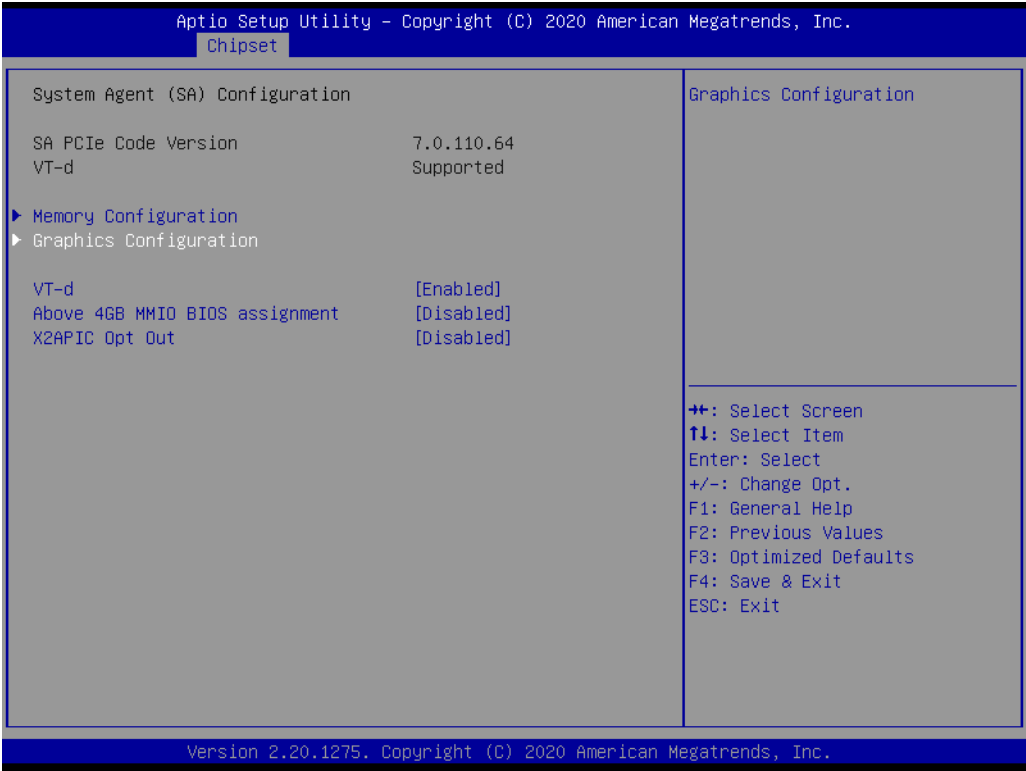 Aptio Setup Utility – Copyright (C) 2020 American Megatrends, Inc.
Chipset
System Agent (SA) Configuration
SA PCIe Code Version 7.0.110.64
VT-d Supported
Memory Configuration
Graphics Configuration
VT-d [Enabled]
Above 4GB MMIO BIOS assignment [Disabled]
X2APIC Opt Out [Disabled]
Graphics Configuration
→←: Select Screen
↑↓: Select Item
Enter: Select
+/-: Change Opt.
F1: General Help
F2: Previous Values
F3: Optimized Defaults
F4: Save & Exit
ESC: Exit
Version 2.20.1275. Copyright (C) 2020 American Megatrends, Inc.